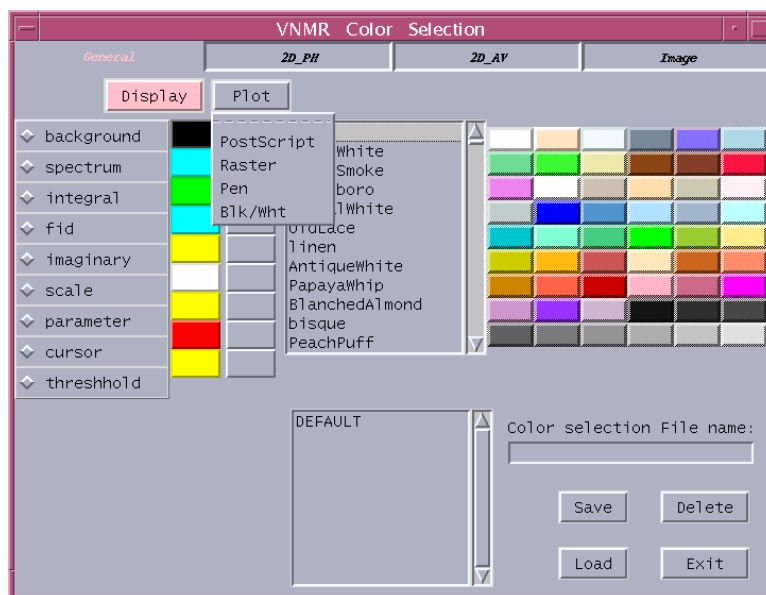 VNMR Color Selection
General 2D_PH 2D_AV Image
Display Plot
PostScript
Raster
Pen
Blk/Wht
background
spectrum
integral
fid
imaginary
scale
parameter
cursor
threshhold
White
Smoke
boro
lWhite
OldLace
linen
AntiqueWhite
PapayaWhip
BlanchedAlmond
bisque
PeachPuff
DEFAULT
Color selection File name:
Save Delete
Load Exit